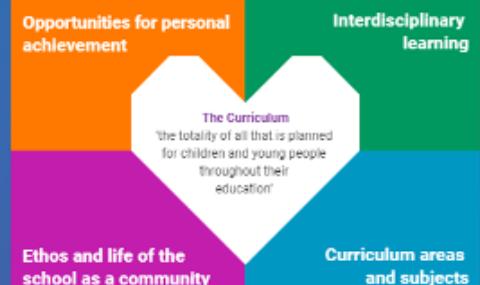 Opportunities for personal
achievement
Interdisciplinary
learning
The Curriculum
'the totality of all that is planned
for children and young people
throughout their
education'
Ethos and life of the
school as a community
Curriculum areas
and subjects